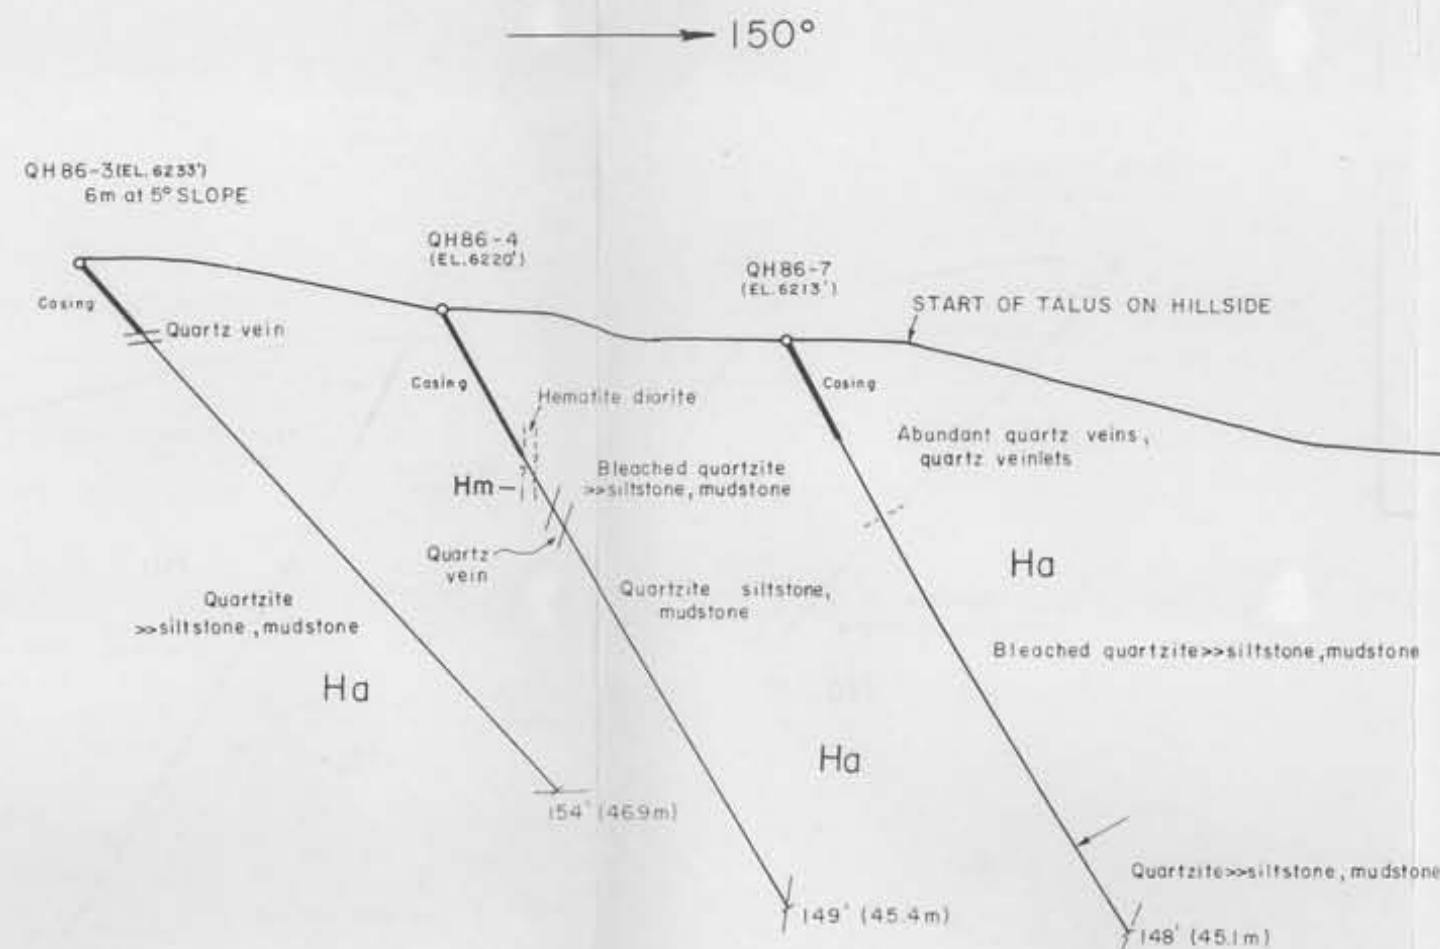 150°
QH86-3(EL. 6233')
6m at 5° SLOPE
QH86-4
(EL.6220')
QH86-7
(EL.6213')
START OF TALUS ON HILLSIDE
Casing
Quartz vein
Casing
Casing
Hematite diorite
Abundant quartz veins,
quartz veinlets
Bleached quartzite
>>siltstone, mudstone
? ?
Hm
? ?
Quartz
vein
Ha
Quartzite siltstone,
mudstone
Quartzite
>>siltstone, mudstone
Bleached quartzite>>siltstone, mudstone
Ha
Ha
154' (46.9m)
Quartzite>>siltstone, mudstone
149' (45.4m)
148' (45.1m)